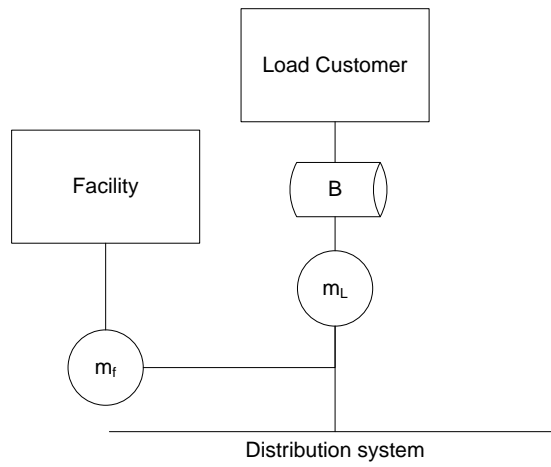 Load Customer
Facility
B
mL
mf
Distribution system